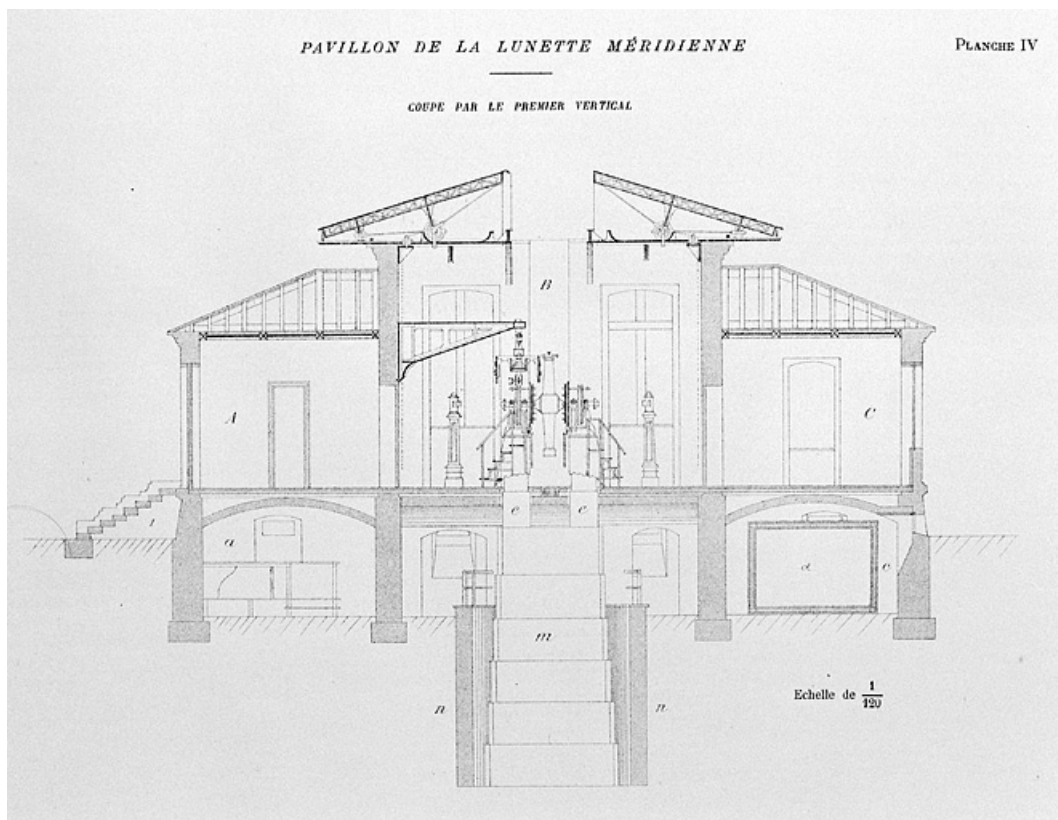 PAVILLON DE LA LUNETTE MÉRIDIENNE
PLANCHE IV
COUPE PAR LE PREMIER VERTICAL
B
A
C
e e
l
a
d
c
m
n n
Echelle de 1/120